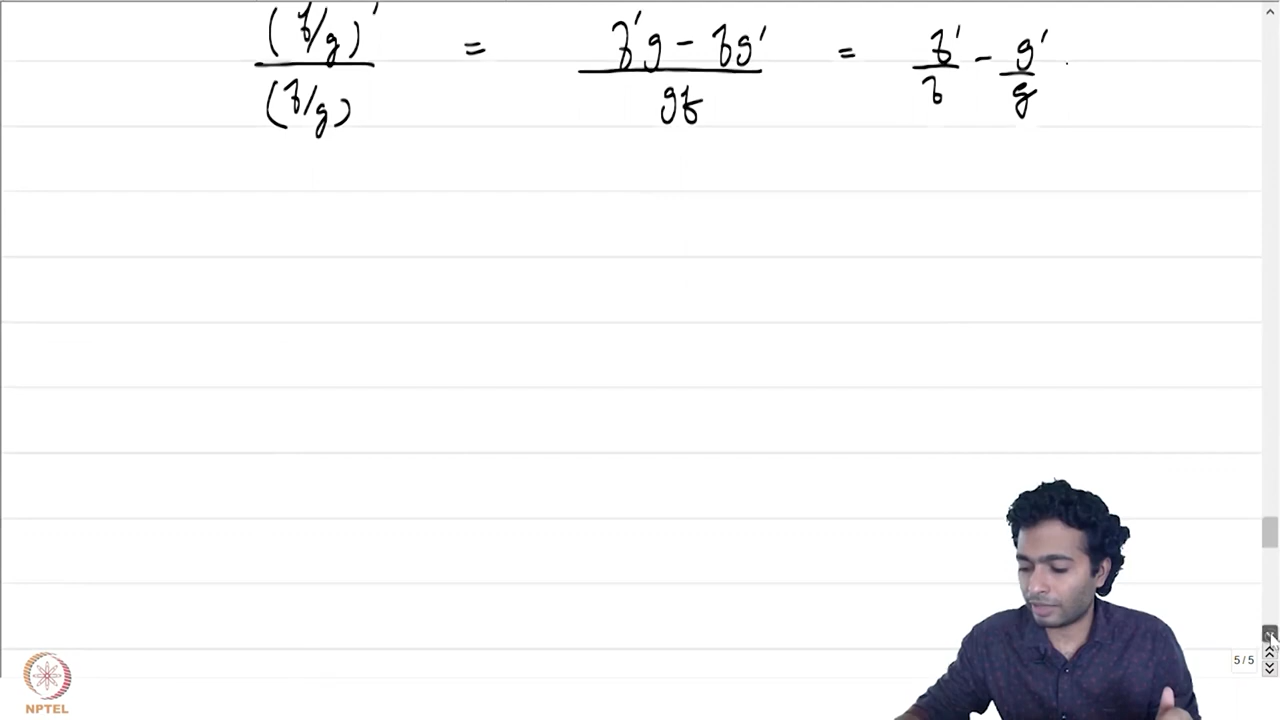 (f/g)' / (f/g) = (f'g - fg') / gf = f'/f - g'/g .
5 / 5
NPTEL